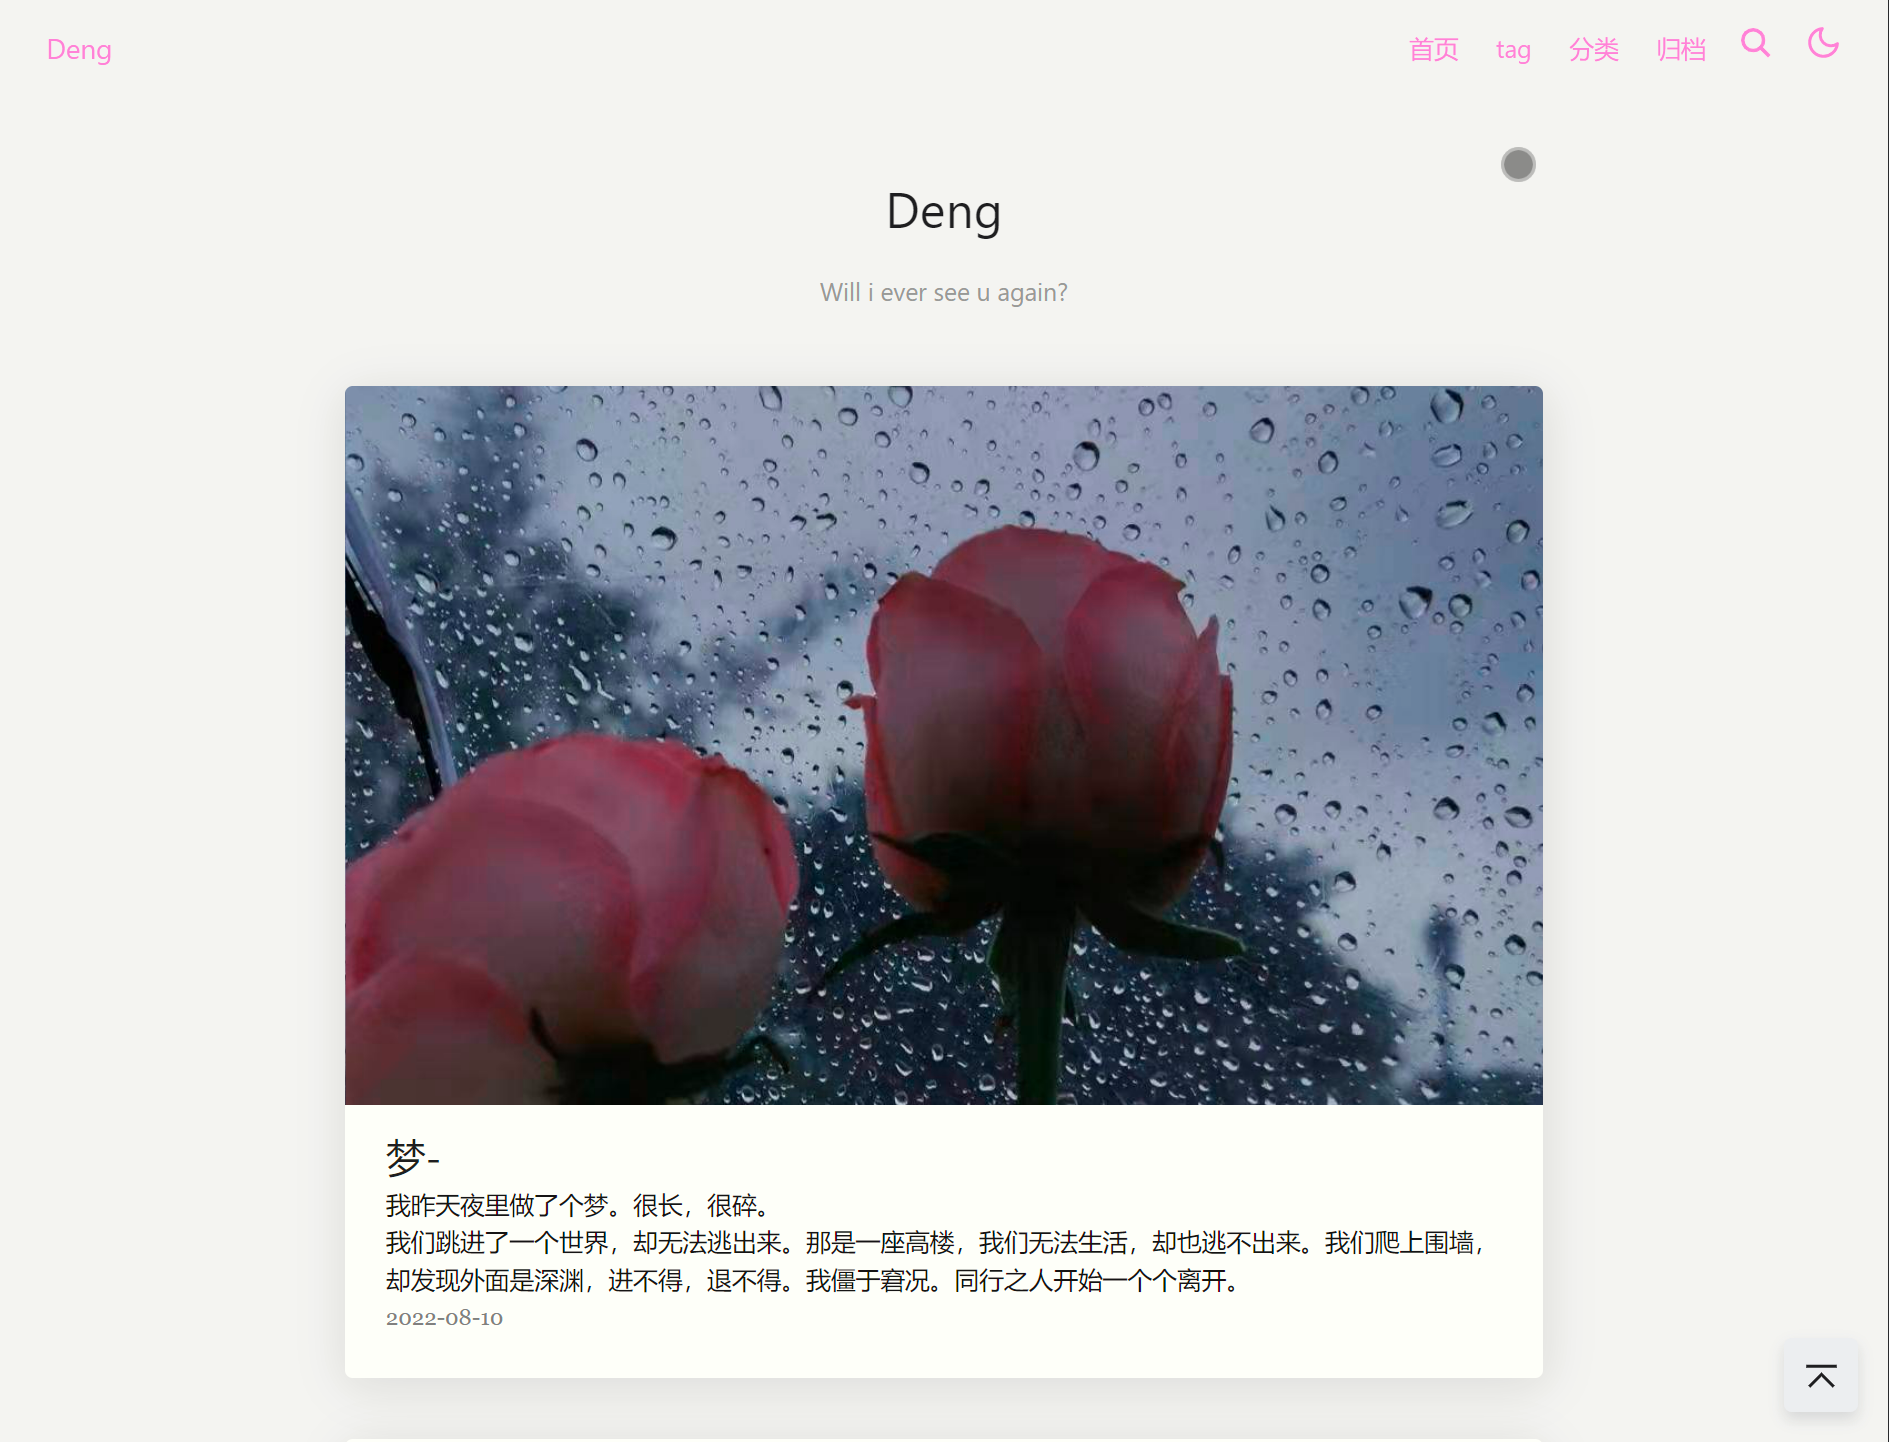 Deng
首页 tag 分类 归档
Deng
Will i ever see u again?
梦-
我昨天夜里做了个梦。很长，很碎。
我们跳进了一个世界，却无法逃出来。那是一座高楼，我们无法生活，却也逃不出来。我们爬上围墙，
却发现外面是深渊，进不得，退不得。我僵于窘况。同行之人开始一个个离开。
2022-08-10